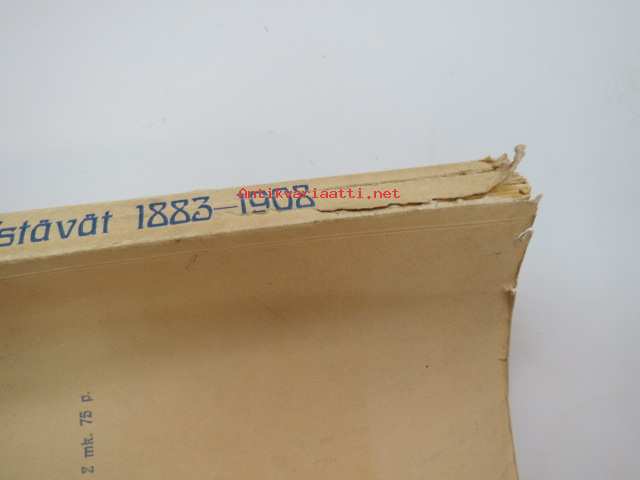 ystävät 1883–1908
Antikvariaatti.net
2 mk. 75 p.